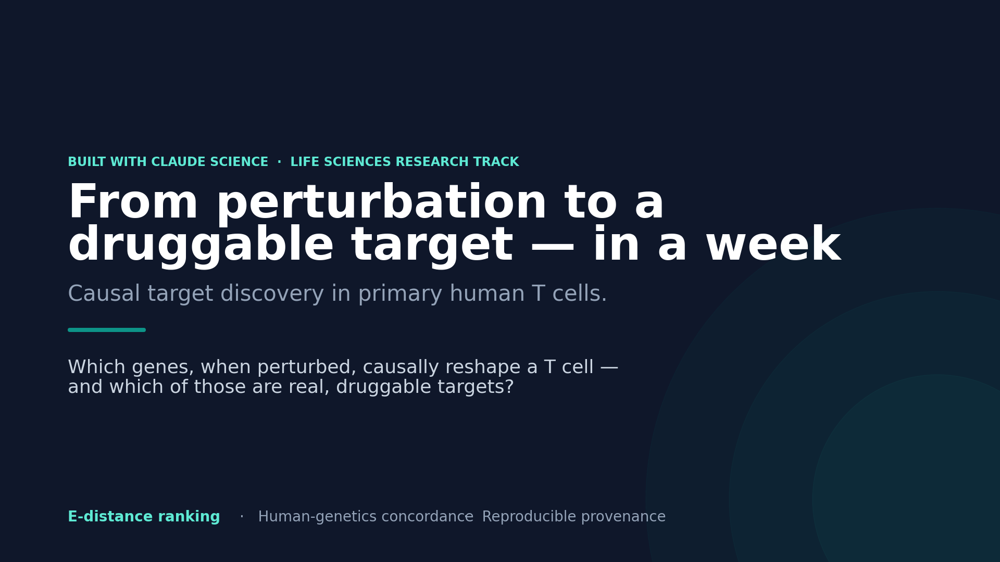 BUILT WITH CLAUDE SCIENCE · LIFE SCIENCES RESEARCH TRACK
From perturbation to a
druggable target — in a week
Causal target discovery in primary human T cells.
Which genes, when perturbed, causally reshape a T cell —
and which of those are real, druggable targets?
E-distance ranking · Human-genetics concordance Reproducible provenance